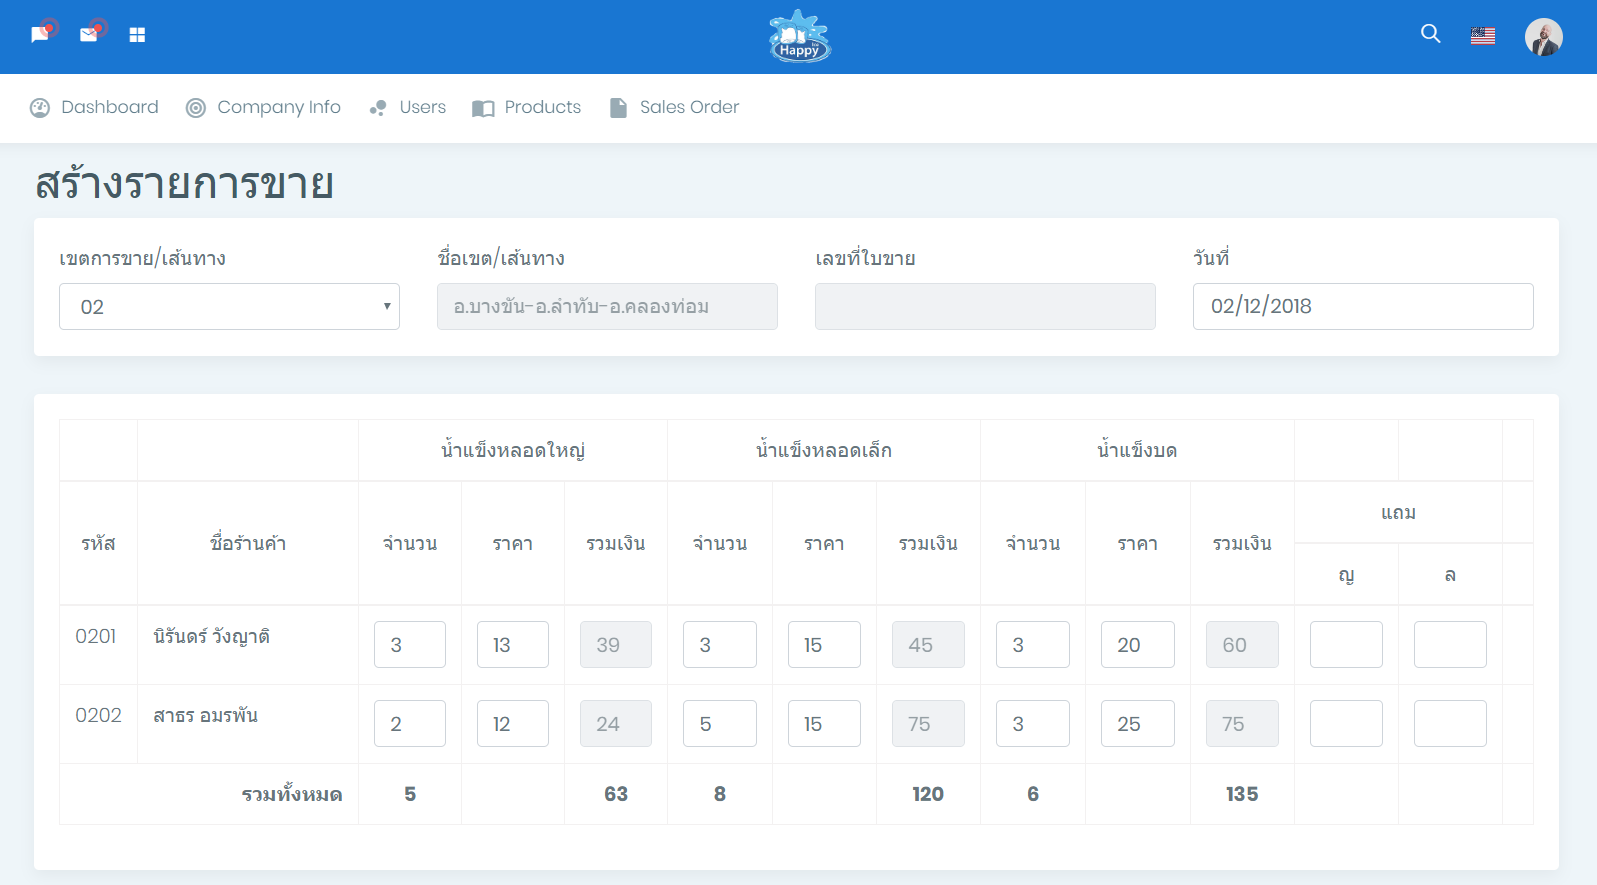 Happy Ice
Dashboard Company Info Users Products Sales Order
สร้างรายการขาย
เขตการขาย/เส้นทาง ชื่อเขต/เส้นทาง เลขที่ใบขาย วันที่
02 อ.บางขัน-อ.ลำทับ-อ.คลองท่อม 02/12/2018
น้ำแข็งหลอดใหญ่ น้ำแข็งหลอดเล็ก น้ำแข็งบด
แถม
รหัส ชื่อร้านค้า จำนวน ราคา รวมเงิน จำนวน ราคา รวมเงิน จำนวน ราคา รวมเงิน
ญ ล
0201 นิรันดร์ วังญาติ 3 13 39 3 15 45 3 20 60
0202 สาธร อมรพัน 2 12 24 5 15 75 3 25 75
รวมทั้งหมด 5 63 8 120 6 135